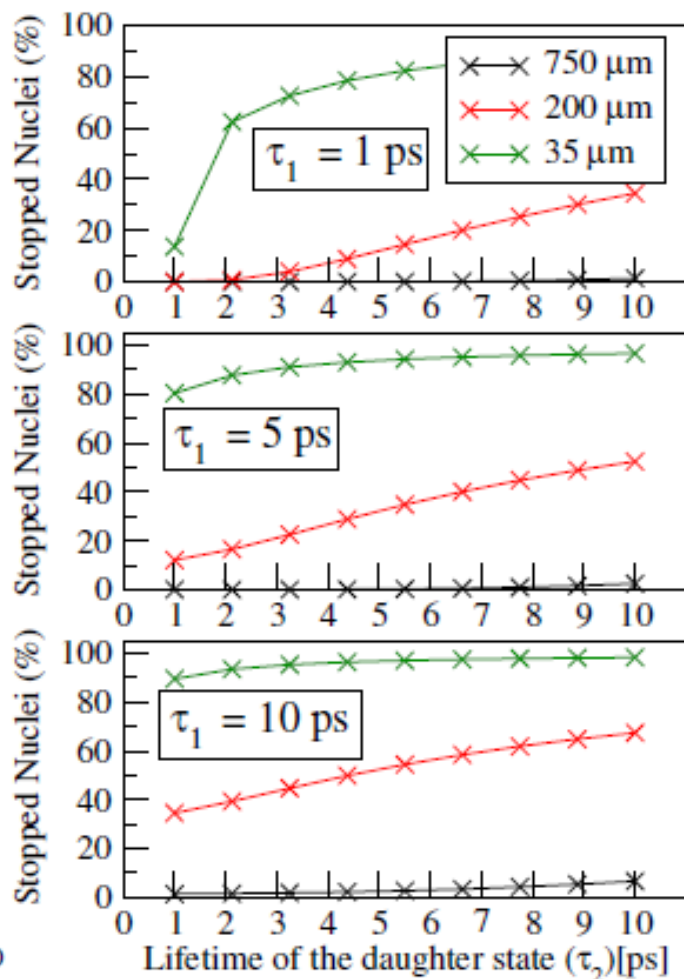 100
80
60
40
20
0
Stopped Nuclei (%)
750 μm
200 μm
35 μm
τ₁ = 1 ps
0 1 2 3 4 5 6 7 8 9 10
100
80
60
40
20
0
Stopped Nuclei (%)
τ₁ = 5 ps
0 1 2 3 4 5 6 7 8 9 10
100
80
60
40
20
0
Stopped Nuclei (%)
τ₁ = 10 ps
0 1 2 3 4 5 6 7 8 9 10
Lifetime of the daughter state (τ₂)[ps]